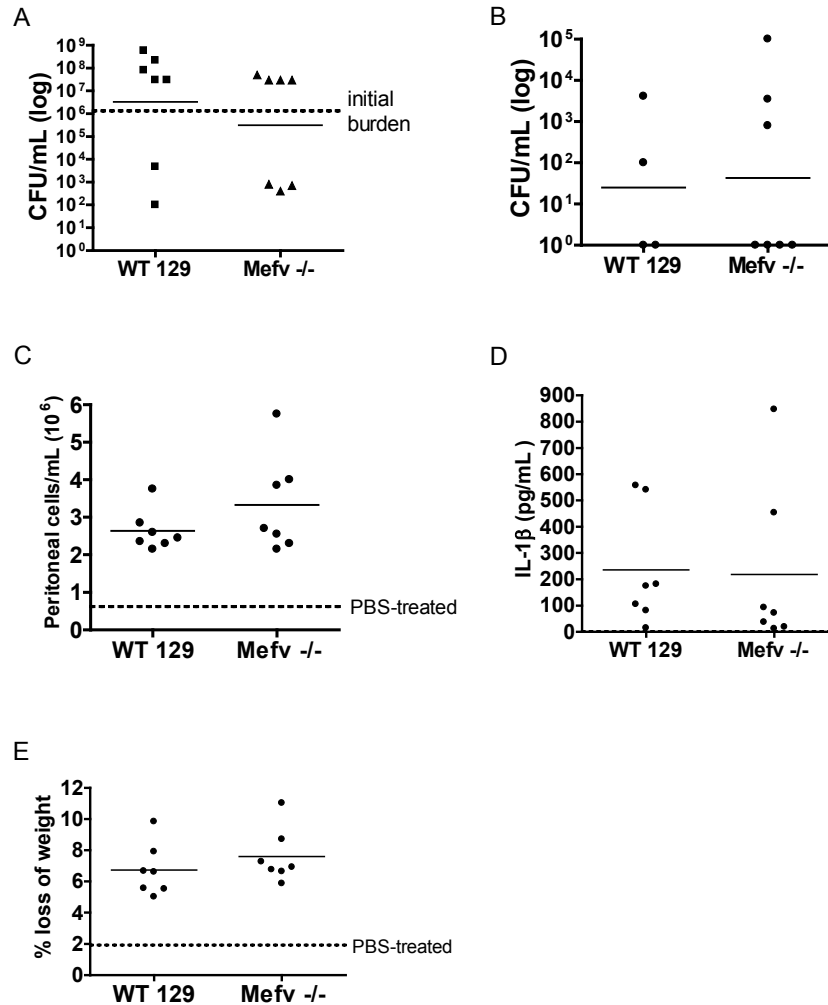 A
CFU/mL (log)
10⁹
10⁸
10⁷
10⁶
10⁵
10⁴
10³
10²
10¹
10⁰
WT 129
Mefv -/-
initial
burden
B
CFU/mL (log)
10⁵
10⁴
10³
10²
10¹
10⁰
WT 129
Mefv -/-
C
Peritoneal cells/mL (10⁶)
6
5
4
3
2
1
0
WT 129
Mefv -/-
PBS-treated
D
IL-1β (pg/mL)
900
800
700
600
500
400
300
200
100
0
WT 129
Mefv -/-
E
% loss of weight
12
10
8
6
4
2
0
WT 129
Mefv -/-
PBS-treated